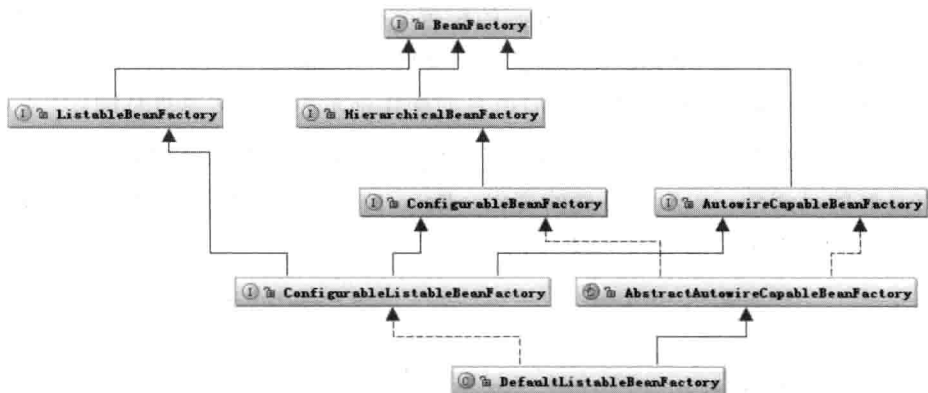 I BeanFactory
I ListableBeanFactory
I HierarchicalBeanFactory
I ConfigurableBeanFactory
I AutowireCapableBeanFactory
I ConfigurableListableBeanFactory
C AbstractAutowireCapableBeanFactory
C DefaultListableBeanFactory